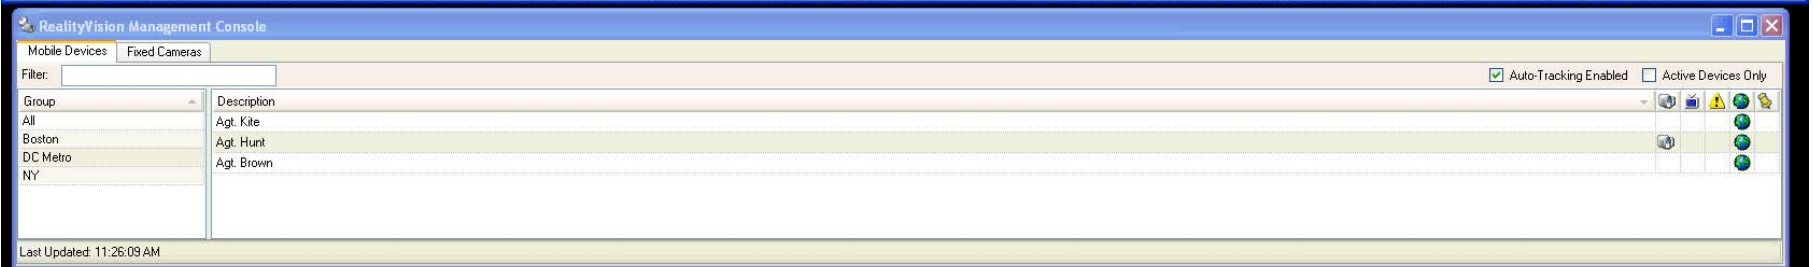 RealityVision Management Console
Mobile Devices Fixed Cameras
Filter: Auto-Tracking Enabled Active Devices Only
Group Description
All Agt. Kite
Boston Agt. Hunt
DC Metro Agt. Brown
NY
Last Updated: 11:26:09 AM